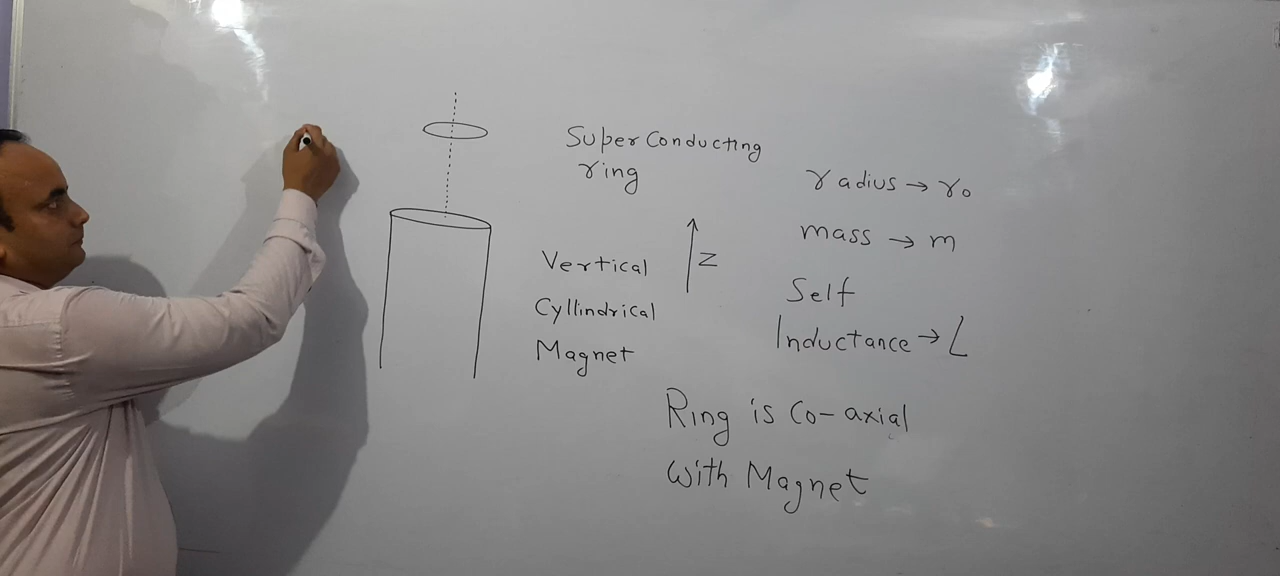 Super Conducting
ring
radius → r₀
mass → m
Z
Vertical
Cyllindrical
Magnet
Self
Inductance → L
Ring is Co-axial
with Magnet